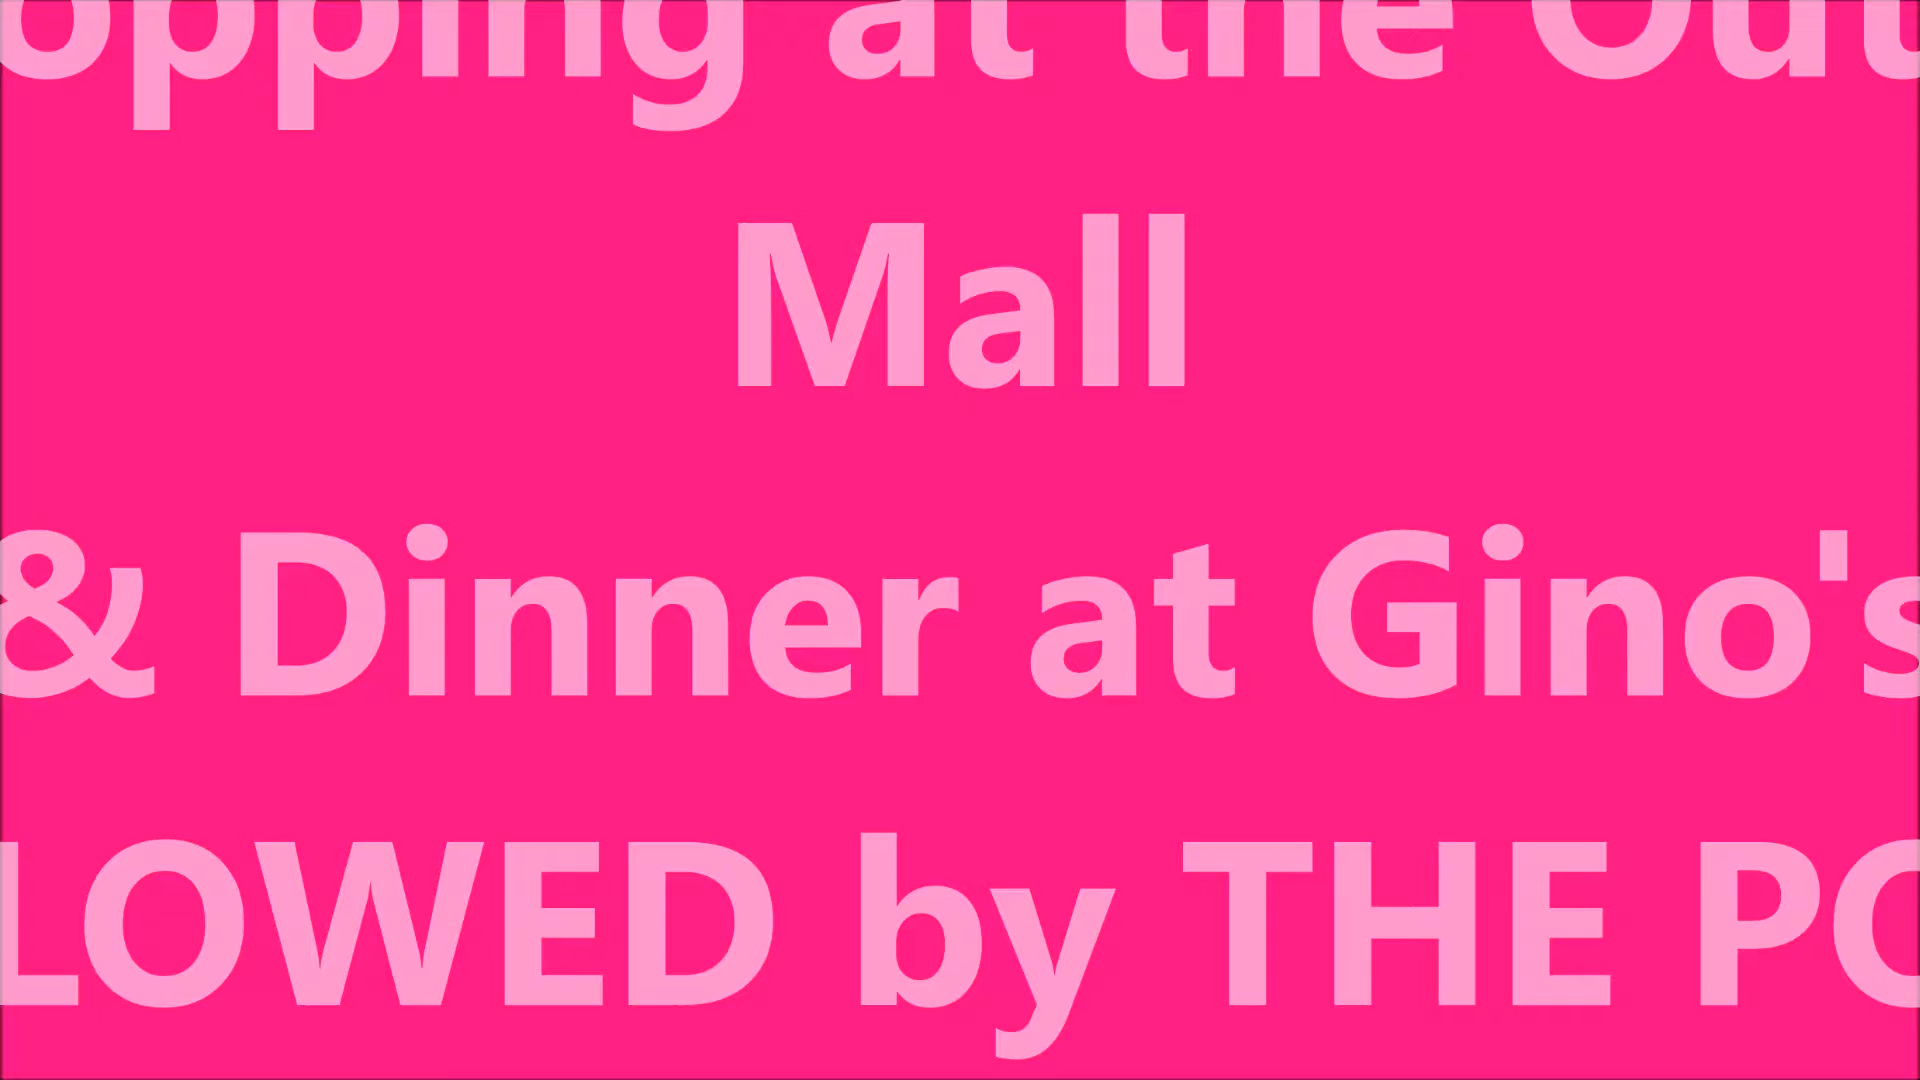 opping at the Out
Mall
& Dinner at Gino's
LOWED by THE PO